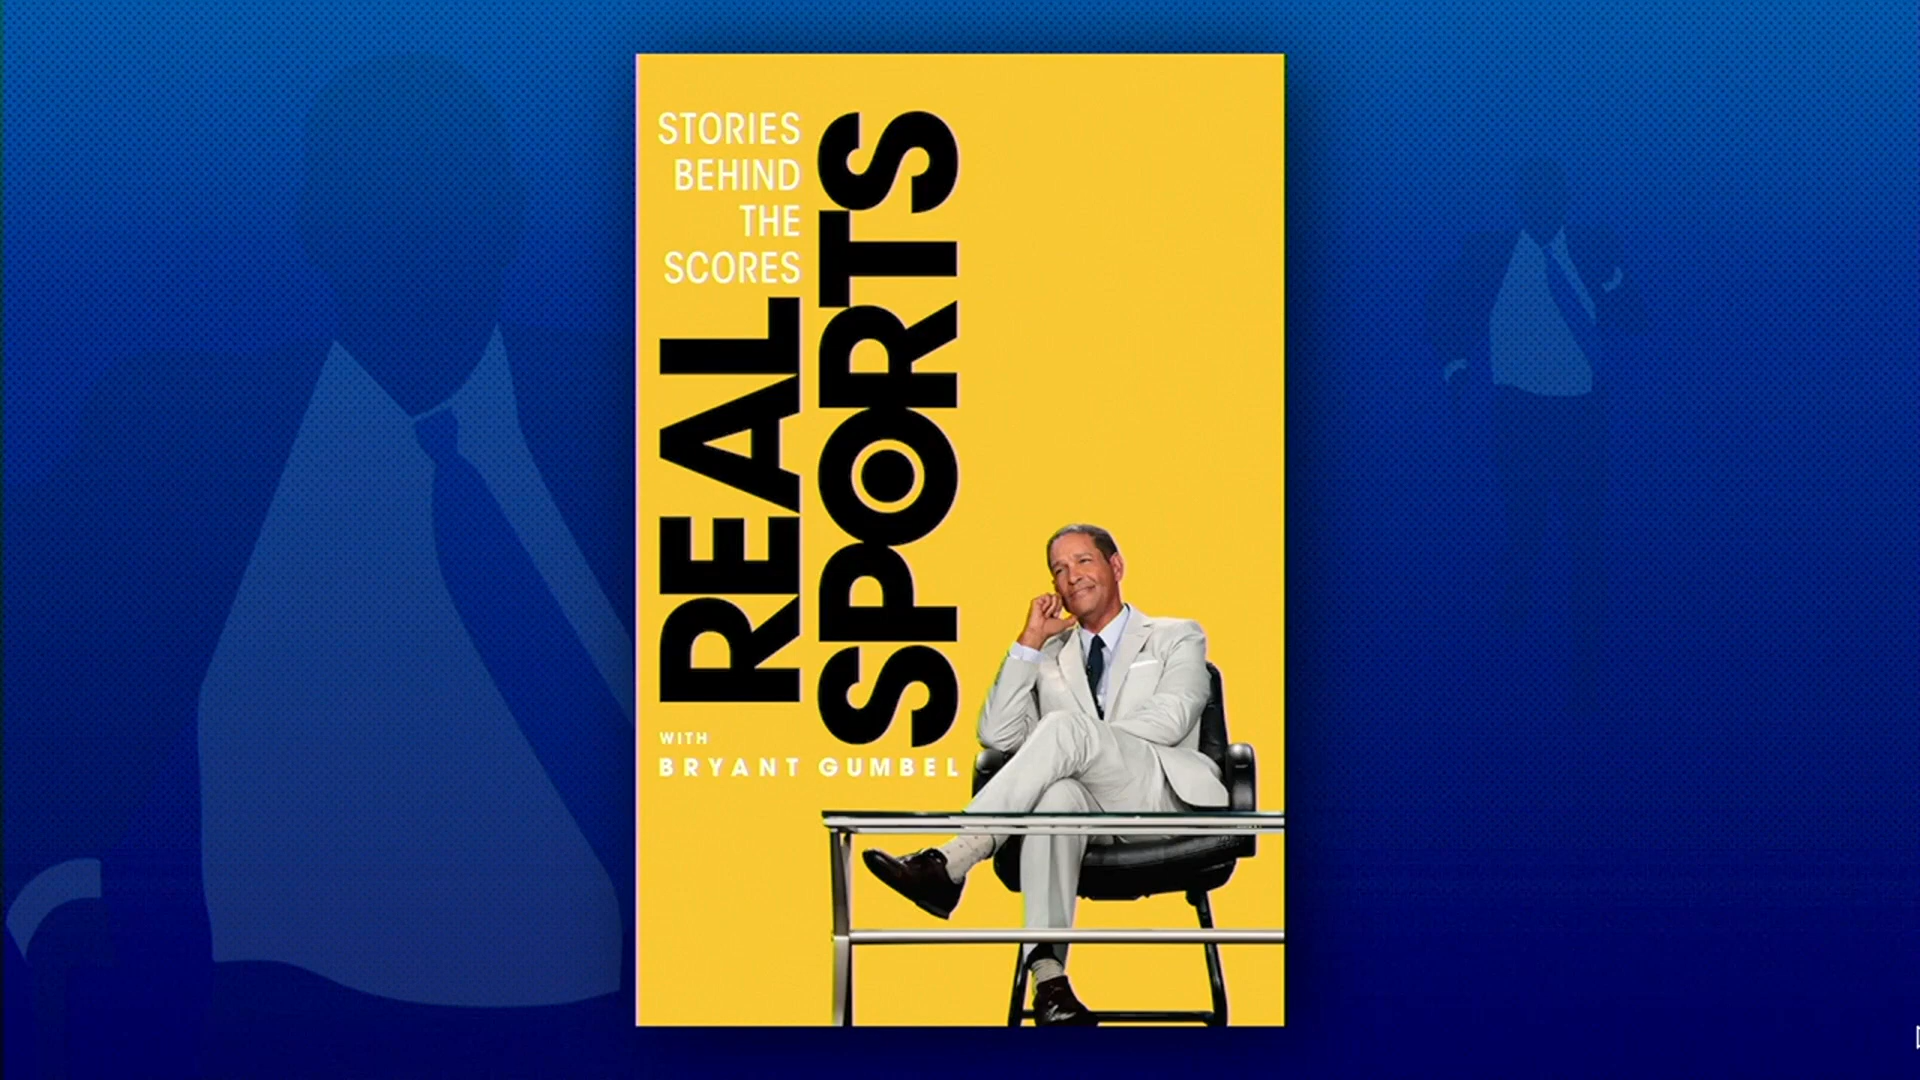 STORIES
BEHIND
THE
SCORES
REAL
SPORTS
WITH
BRYANT GUMBEL